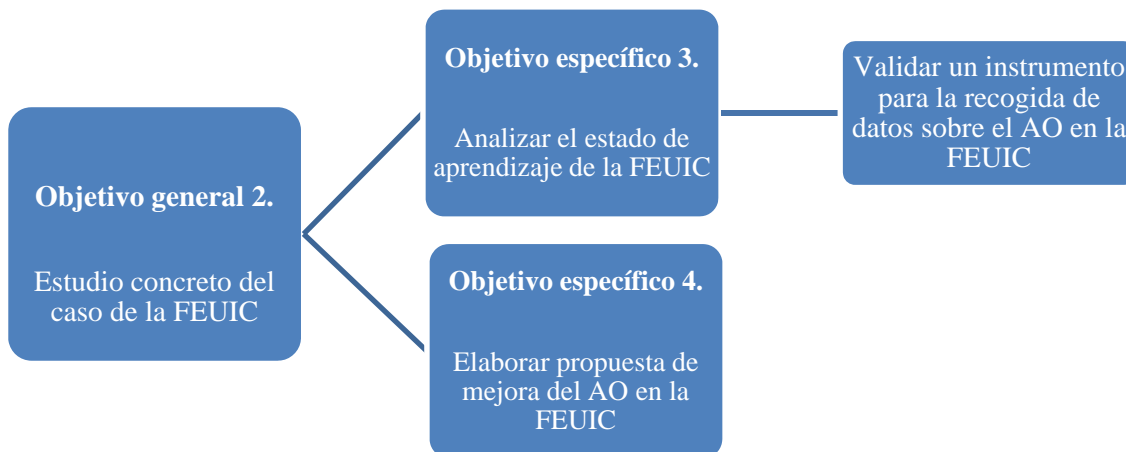 Objetivo general 2.
Estudio concreto del
caso de la FEUIC
Objetivo específico 3.
Analizar el estado de
aprendizaje de la FEUIC
Validar un instrumento
para la recogida de
datos sobre el AO en la
FEUIC
Objetivo específico 4.
Elaborar propuesta de
mejora del AO en la
FEUIC